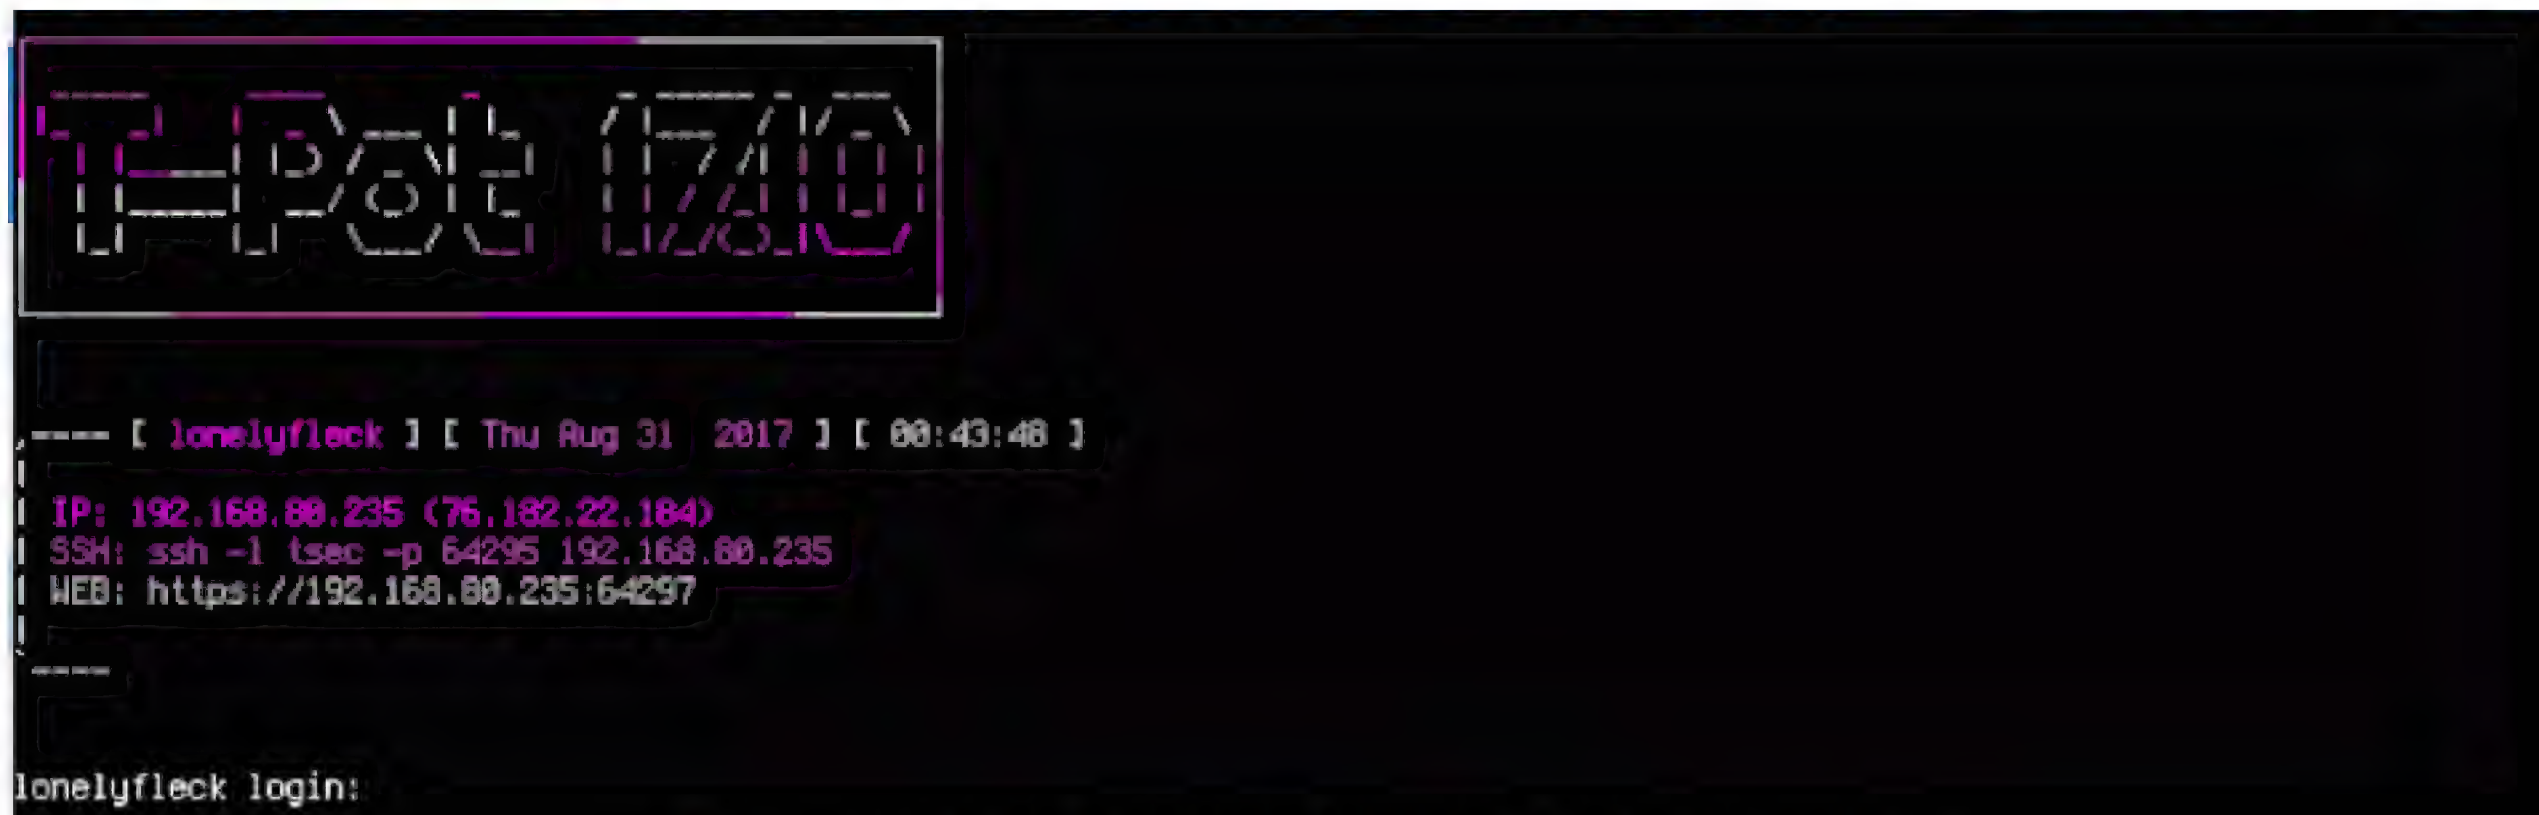 T-Pot 17.10
---- [ lonelyfleck ] [ Thu Aug 31 2017 ] [ 00:43:48 ]
| IP: 192.168.80.235 (76.182.22.184)
| SSH: ssh -l tsec -p 64295 192.168.80.235
| WEB: https://192.168.80.235:64297
----
lonelyfleck login: